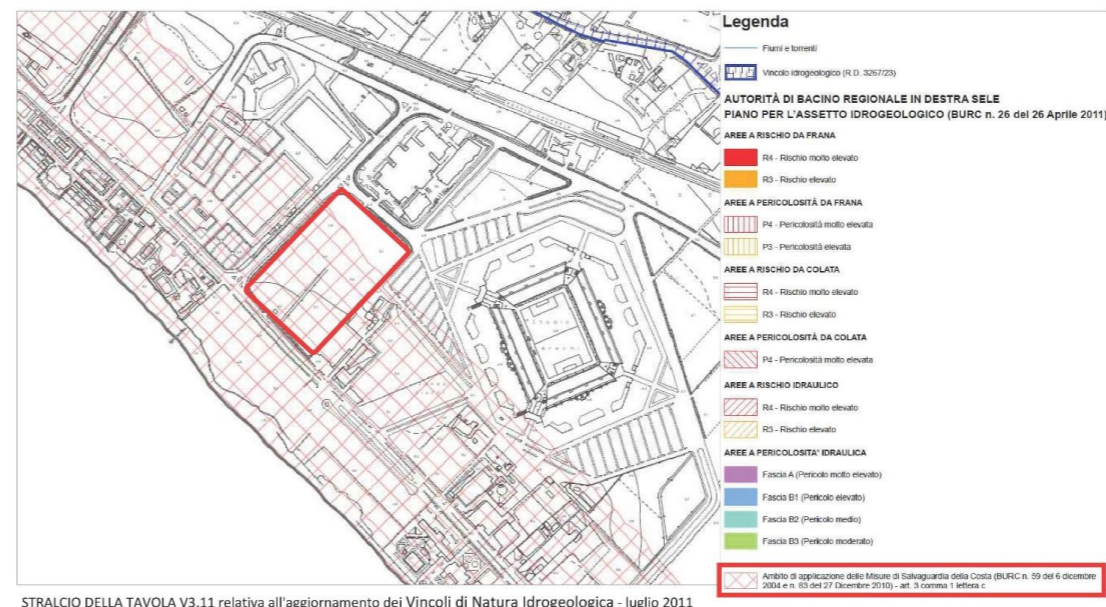 Legenda
Fiumi e torrenti
Vincolo idrogeologico (R.D. 3267/23)
AUTORITÀ DI BACINO REGIONALE IN DESTRA SELE
PIANO PER L'ASSETTO IDROGEOLOGICO (BURC n. 26 del 26 Aprile 2011)
AREE A RISCHIO DA FRANA
R4 - Rischio molto elevato
R3 - Rischio elevato
AREE A PERICOLOSITÀ DA FRANA
P4 - Pericolosità molto elevata
P3 - Pericolosità elevata
AREE A RISCHIO DA COLATA
R4 - Rischio molto elevato
R3 - Rischio elevato
AREE A PERICOLOSITÀ DA COLATA
P4 - Pericolosità molto elevata
AREE A RISCHIO IDRAULICO
R4 - Rischio molto elevato
R3 - Rischio elevato
AREE A PERICOLOSITA' IDRAULICA
Fascia A (Pericolo molto elevato)
Fascia B1 (Pericolo elevato)
Fascia B2 (Pericolo medio)
Fascia B3 (Pericolo moderato)
Ambito di applicazione delle Misure di Salvaguardia della Costa (BURC n. 59 del 6 dicembre
2004 e n. 83 del 27 Dicembre 2010) - art. 3 comma 1 lettera c
STADIO
STRALCIO DELLA TAVOLA V3.11 relativa all'aggiornamento dei Vincoli di Natura Idrogeologica - luglio 2011